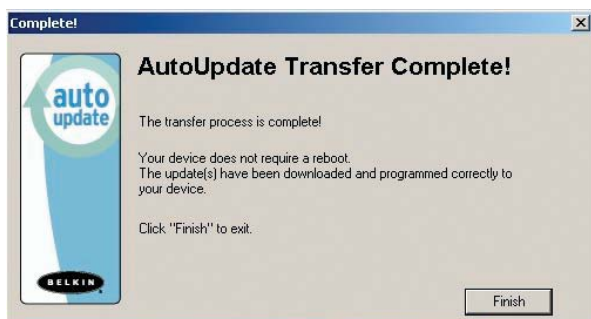 Complete!
AutoUpdate Transfer Complete!
auto
update
The transfer process is complete!
Your device does not require a reboot.
The update(s) have been downloaded and programmed correctly to
your device.
Click "Finish" to exit.
BELKIN
Finish